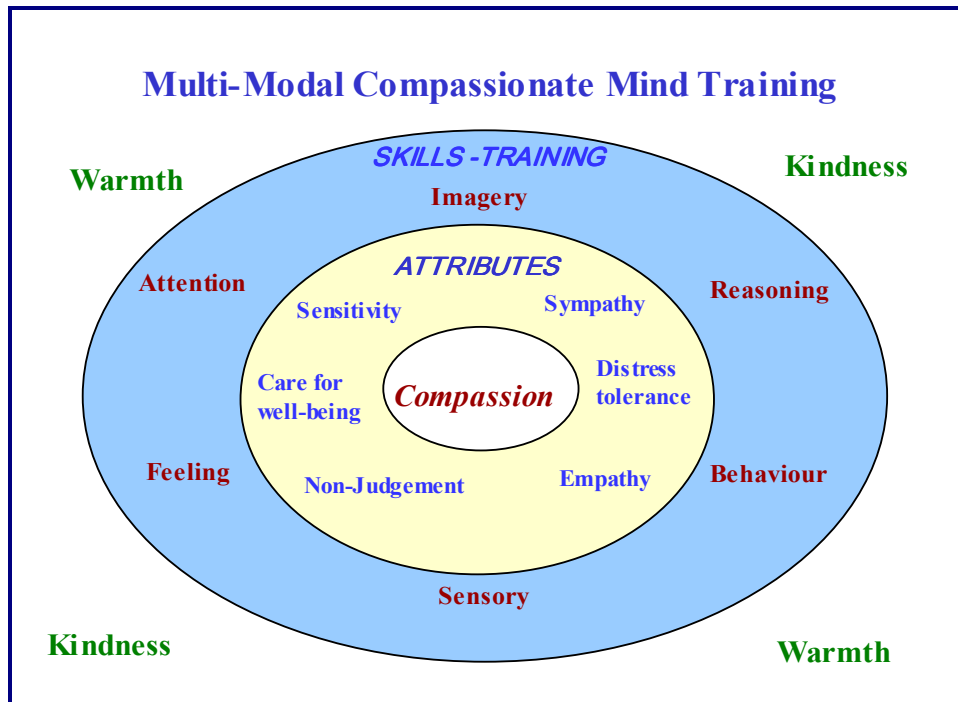 Multi-Modal Compassionate Mind Training
SKILLS -TRAINING
Warmth
Kindness
Imagery
ATTRIBUTES
Attention
Reasoning
Sensitivity
Sympathy
Care for
well-being
Compassion
Distress
tolerance
Feeling
Non-Judgement
Empathy
Behaviour
Sensory
Kindness
Warmth